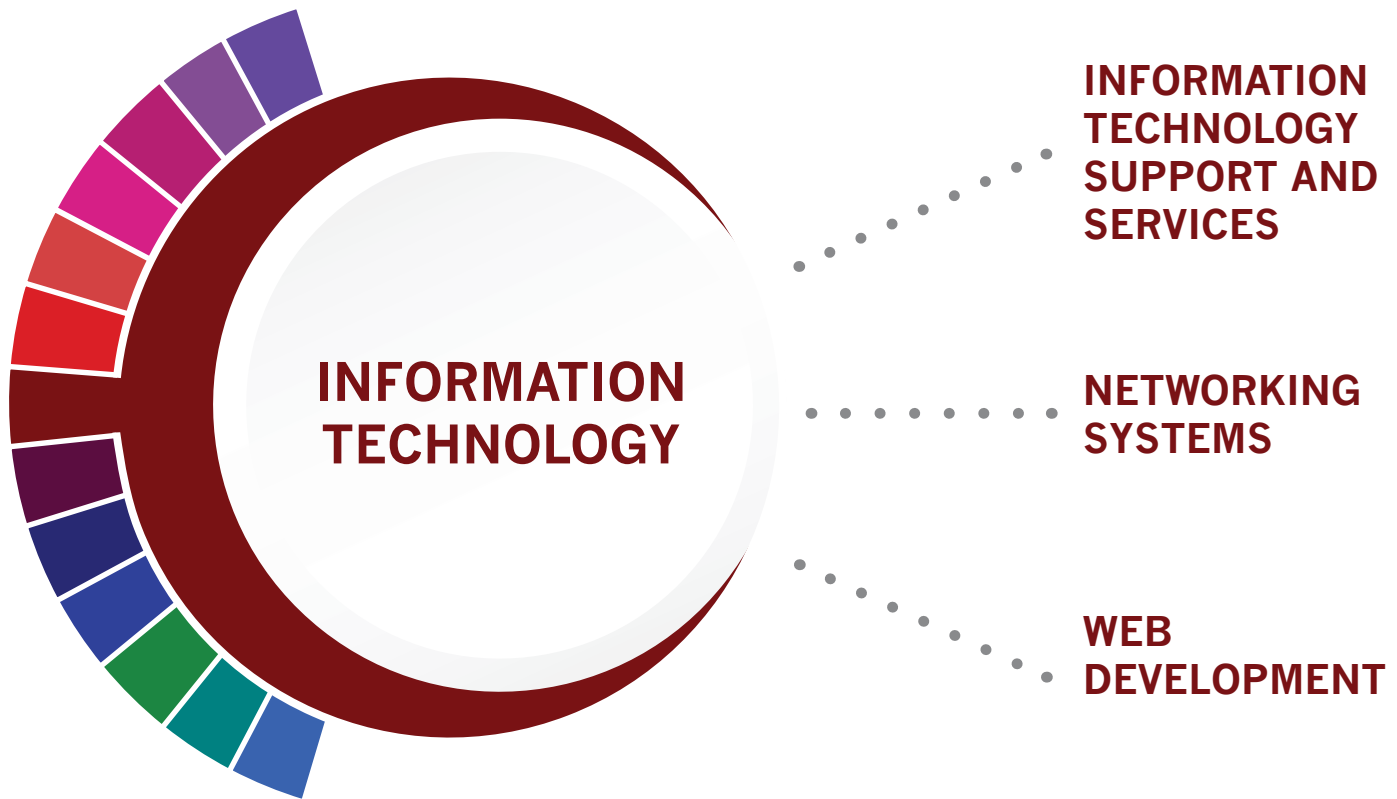 INFORMATION
TECHNOLOGY
INFORMATION
TECHNOLOGY
SUPPORT AND
SERVICES
NETWORKING
SYSTEMS
WEB
DEVELOPMENT